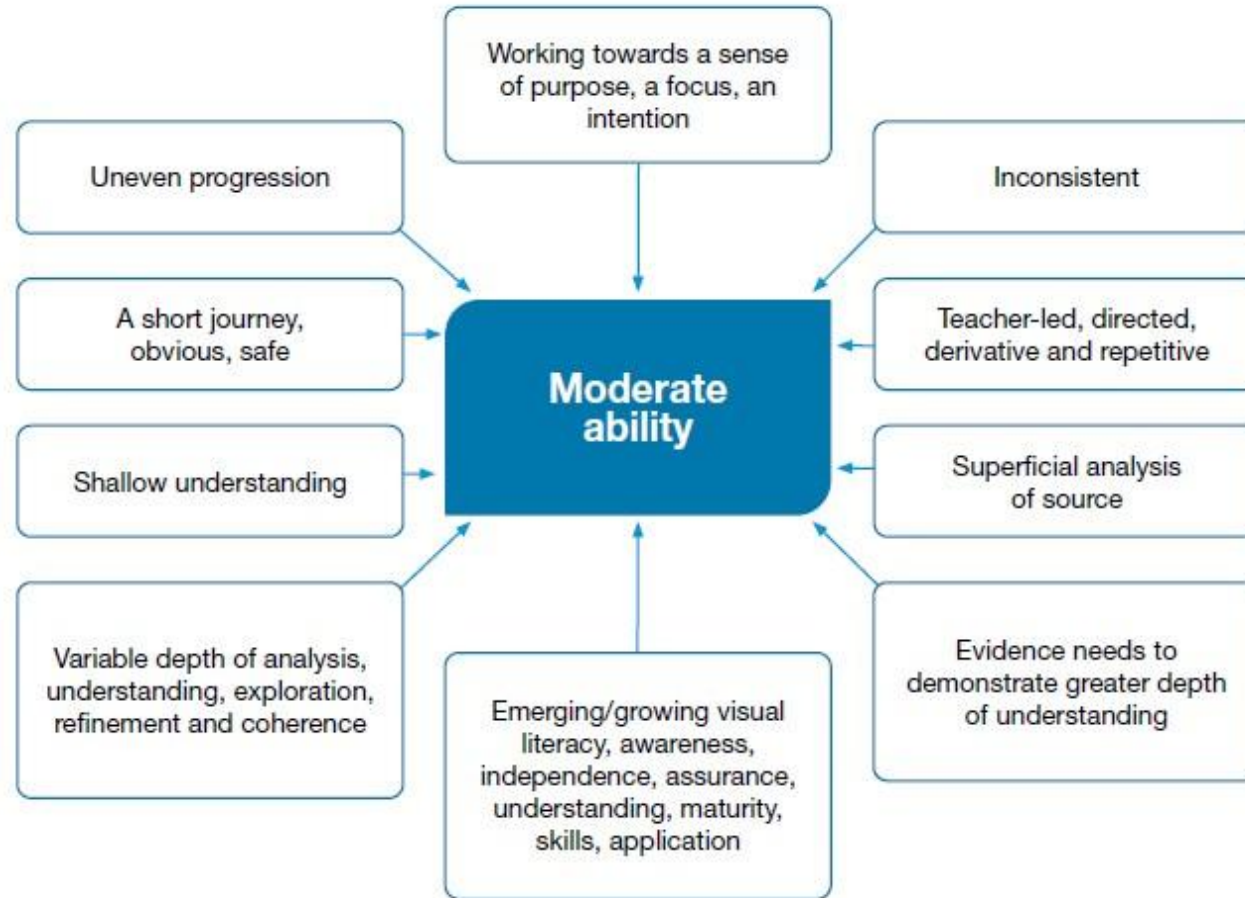 Working towards a sense
of purpose, a focus, an
intention
Uneven progression
Inconsistent
A short journey,
obvious, safe
Teacher-led, directed,
derivative and repetitive
Moderate
ability
Shallow understanding
Superficial analysis
of source
Variable depth of analysis,
understanding, exploration,
refinement and coherence
Emerging/growing visual
literacy, awareness,
independence, assurance,
understanding, maturity,
skills, application
Evidence needs to
demonstrate greater depth
of understanding